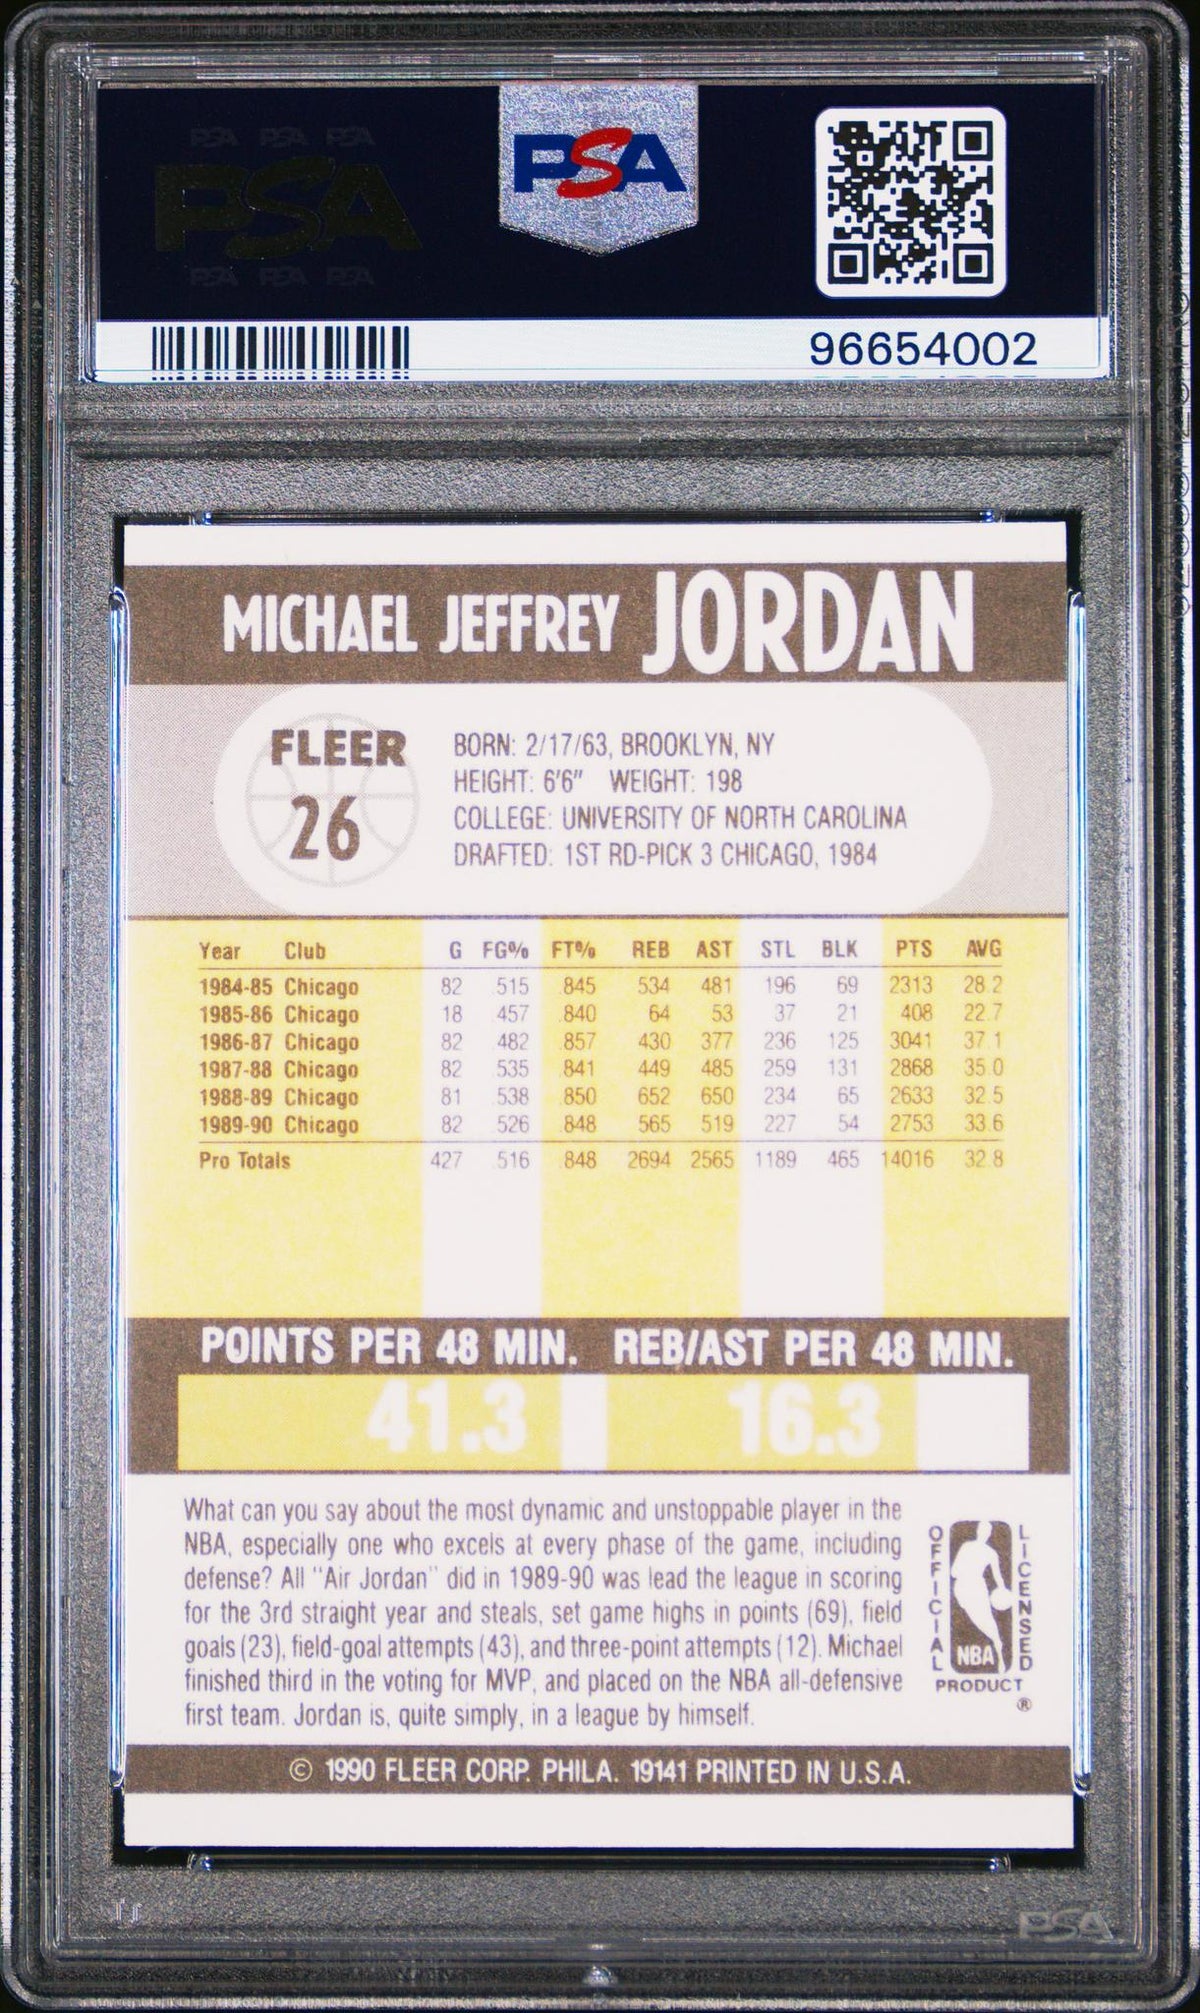 PSA PSA PSA
PSA
PSA PSA PSA
PSA
96654002
MICHAEL JEFFREY JORDAN
FLEER
26
BORN: 2/17/63, BROOKLYN, NY
HEIGHT: 6'6" WEIGHT: 198
COLLEGE: UNIVERSITY OF NORTH CAROLINA
DRAFTED: 1ST RD-PICK 3 CHICAGO, 1984
Year Club G FG% FT% REB AST STL BLK PTS AVG
1984-85 Chicago 82 .515 .845 534 481 196 69 2313 28.2
1985-86 Chicago 18 .457 .840 64 53 37 21 408 22.7
1986-87 Chicago 82 .482 .857 430 377 236 125 3041 37.1
1987-88 Chicago 82 .535 .841 449 485 259 131 2868 35.0
1988-89 Chicago 81 .538 .850 652 650 234 65 2633 32.5
1989-90 Chicago 82 .526 .848 565 519 227 54 2753 33.6
Pro Totals 427 .516 .848 2694 2565 1189 465 14016 32.8
POINTS PER 48 MIN. REB/AST PER 48 MIN.
41.3 16.3
What can you say about the most dynamic and unstoppable player in the
NBA, especially one who excels at every phase of the game, including
defense? All "Air Jordan" did in 1989-90 was lead the league in scoring
for the 3rd straight year and steals, set game highs in points (69), field
goals (23), field-goal attempts (43), and three-point attempts (12). Michael
finished third in the voting for MVP, and placed on the NBA all-defensive
first team. Jordan is, quite simply, in a league by himself.
OFFICIAL LICENSED
NBA
PRODUCT
®
© 1990 FLEER CORP. PHILA. 19141 PRINTED IN U.S.A.
PSA